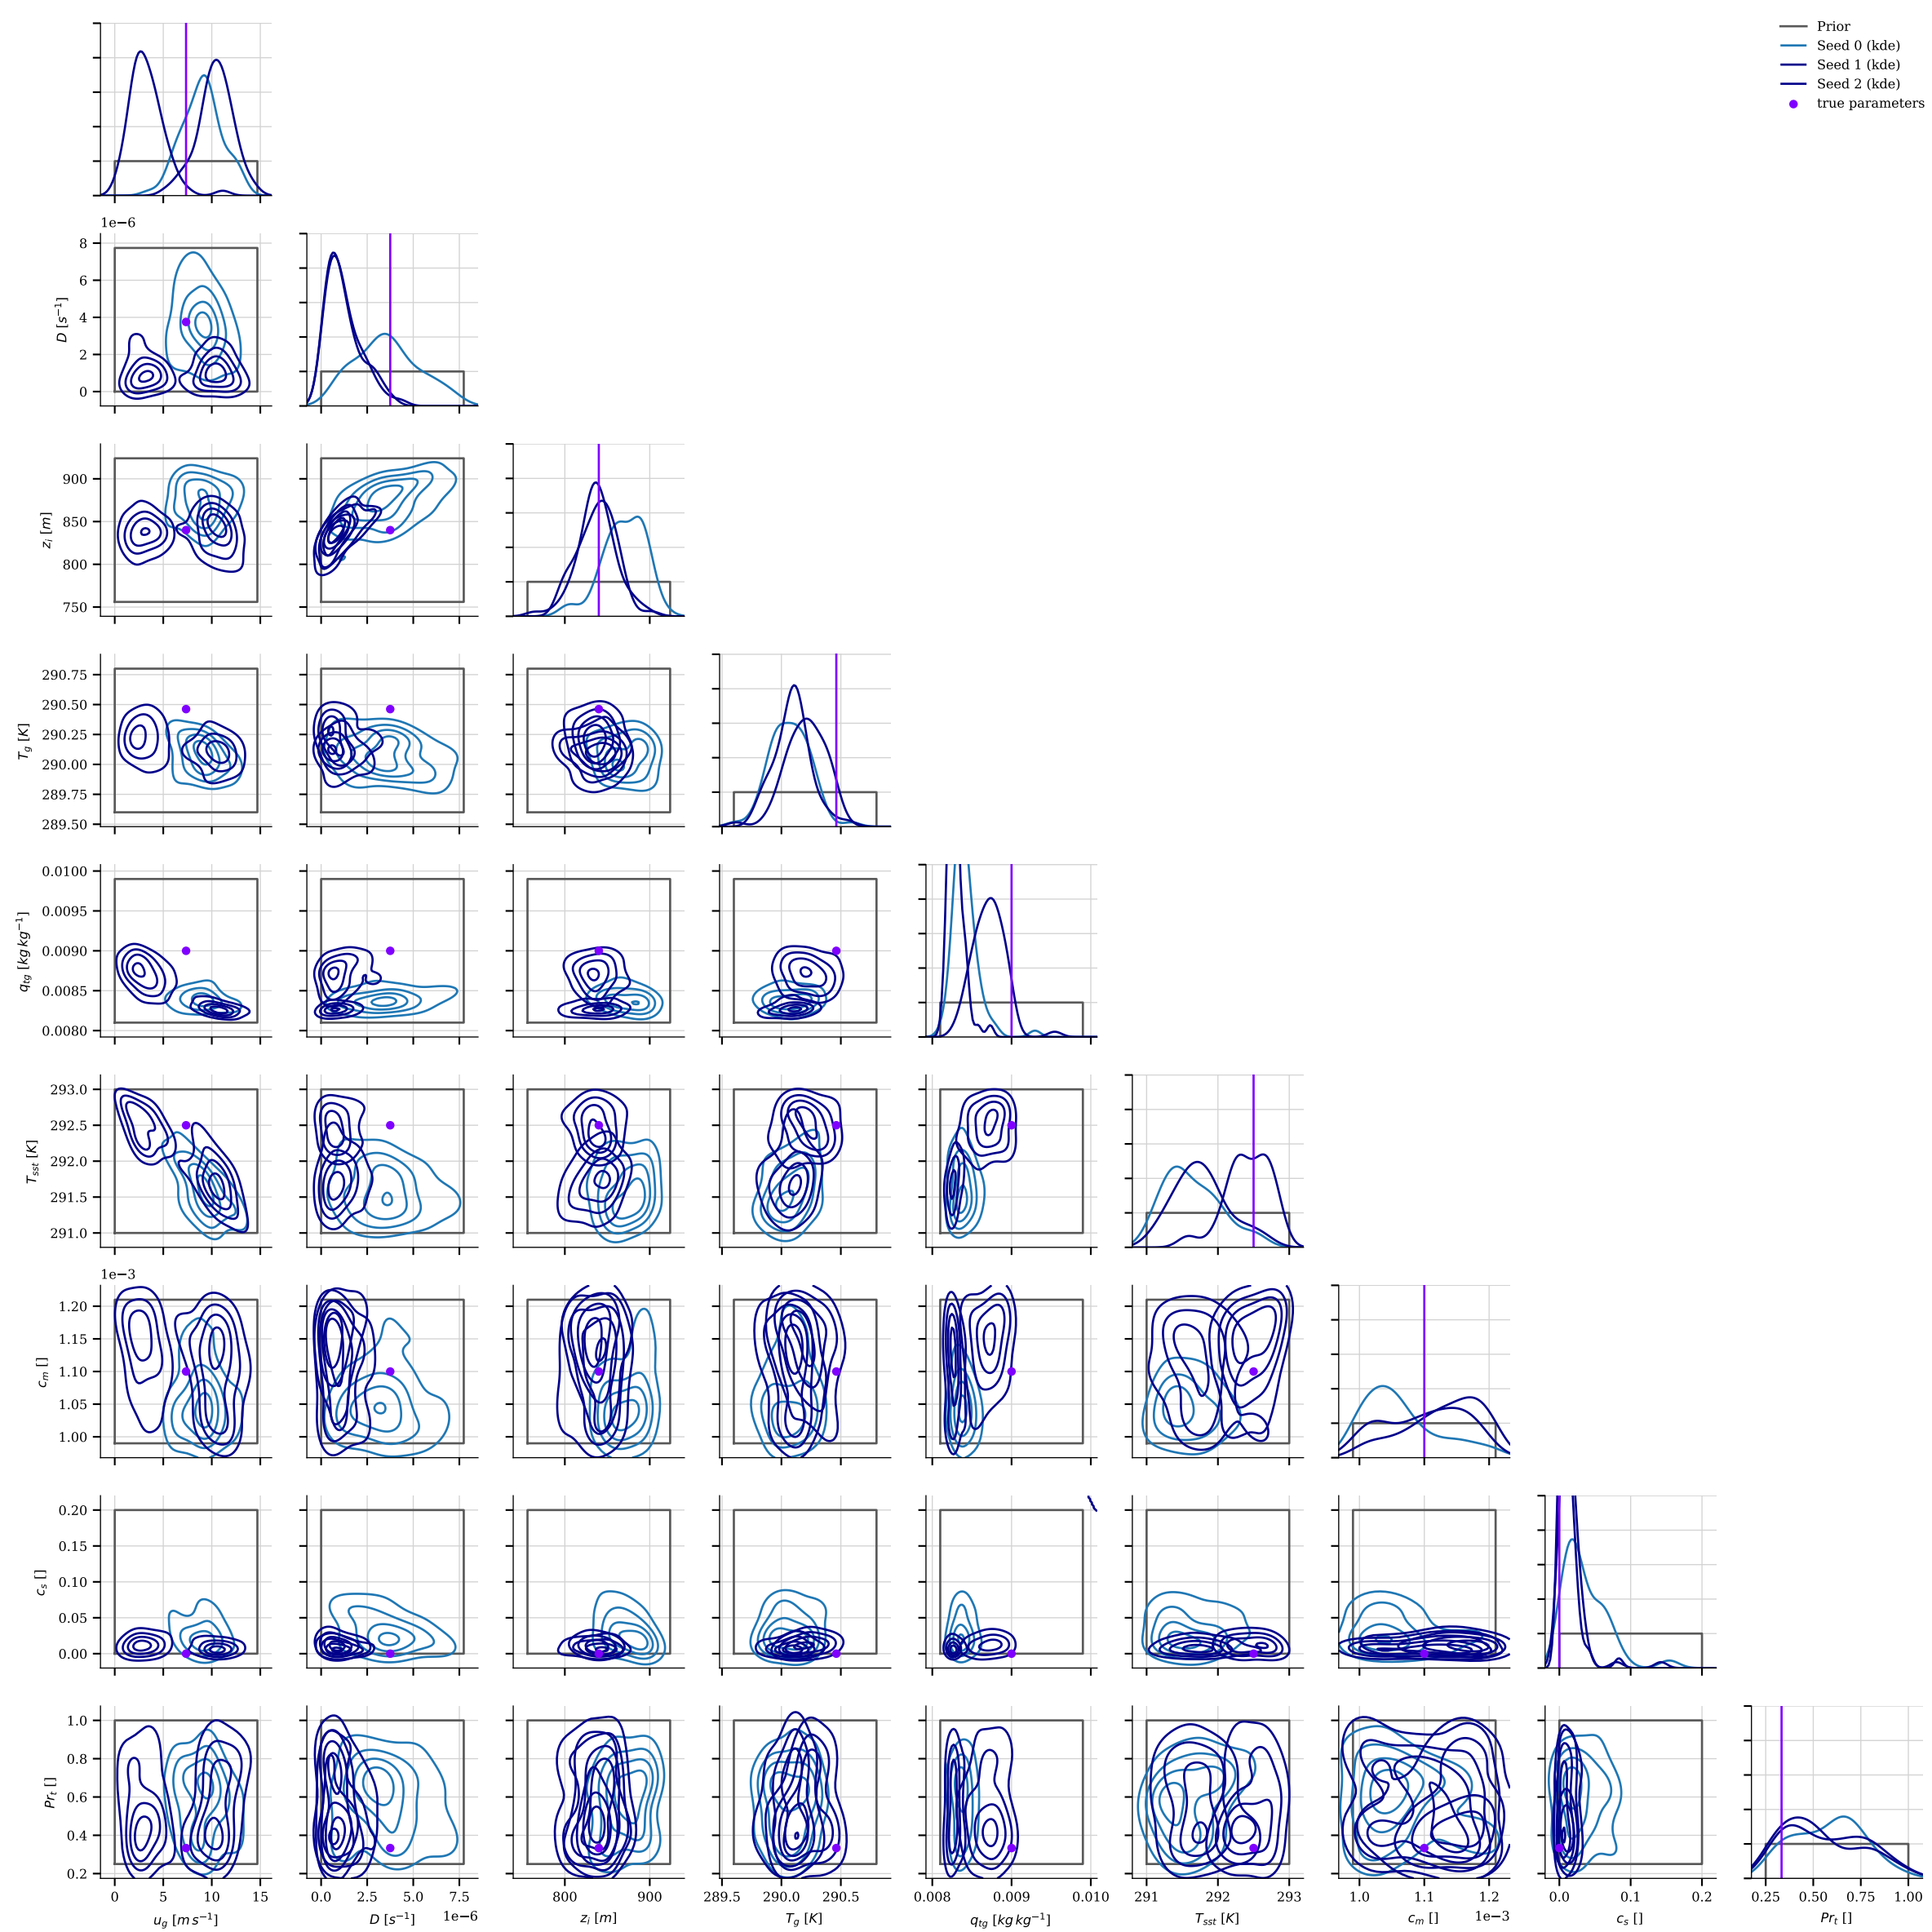 Prior
Seed 0 (kde)
Seed 1 (kde)
Seed 2 (kde)
true parameters
1e−6
8
6
4
2
0
D [s⁻¹]
900
850
800
750
z_i [m]
290.75
290.50
290.25
290.00
289.75
289.50
T_g [K]
0.0100
0.0095
0.0090
0.0085
0.0080
q_tg [kg kg⁻¹]
293.0
292.5
292.0
291.5
291.0
T_sst [K]
1e−3
1.20
1.15
1.10
1.05
1.00
c_m []
0.20
0.15
0.10
0.05
0.00
c_s []
1.0
0.8
0.6
0.4
0.2
Pr_t []
0 5 10 15
0.0 2.5 5.0 7.5
800 900
289.5 290.0 290.5
0.008 0.009 0.010
291 292 293
1.0 1.1 1.2
0.0 0.1 0.2
0.25 0.50 0.75 1.00
u_g [m s⁻¹]
D [s⁻¹]
1e−6
z_i [m]
T_g [K]
q_tg [kg kg⁻¹]
T_sst [K]
c_m []
1e−3
c_s []
Pr_t []